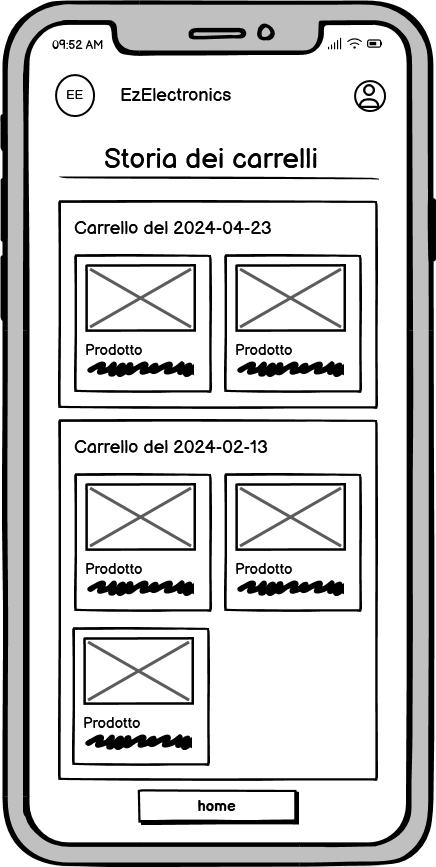 09:52 AM
EE
EzElectronics
Storia dei carrelli
Carrello del 2024-04-23
Prodotto
Prodotto
Carrello del 2024-02-13
Prodotto
Prodotto
Prodotto
home